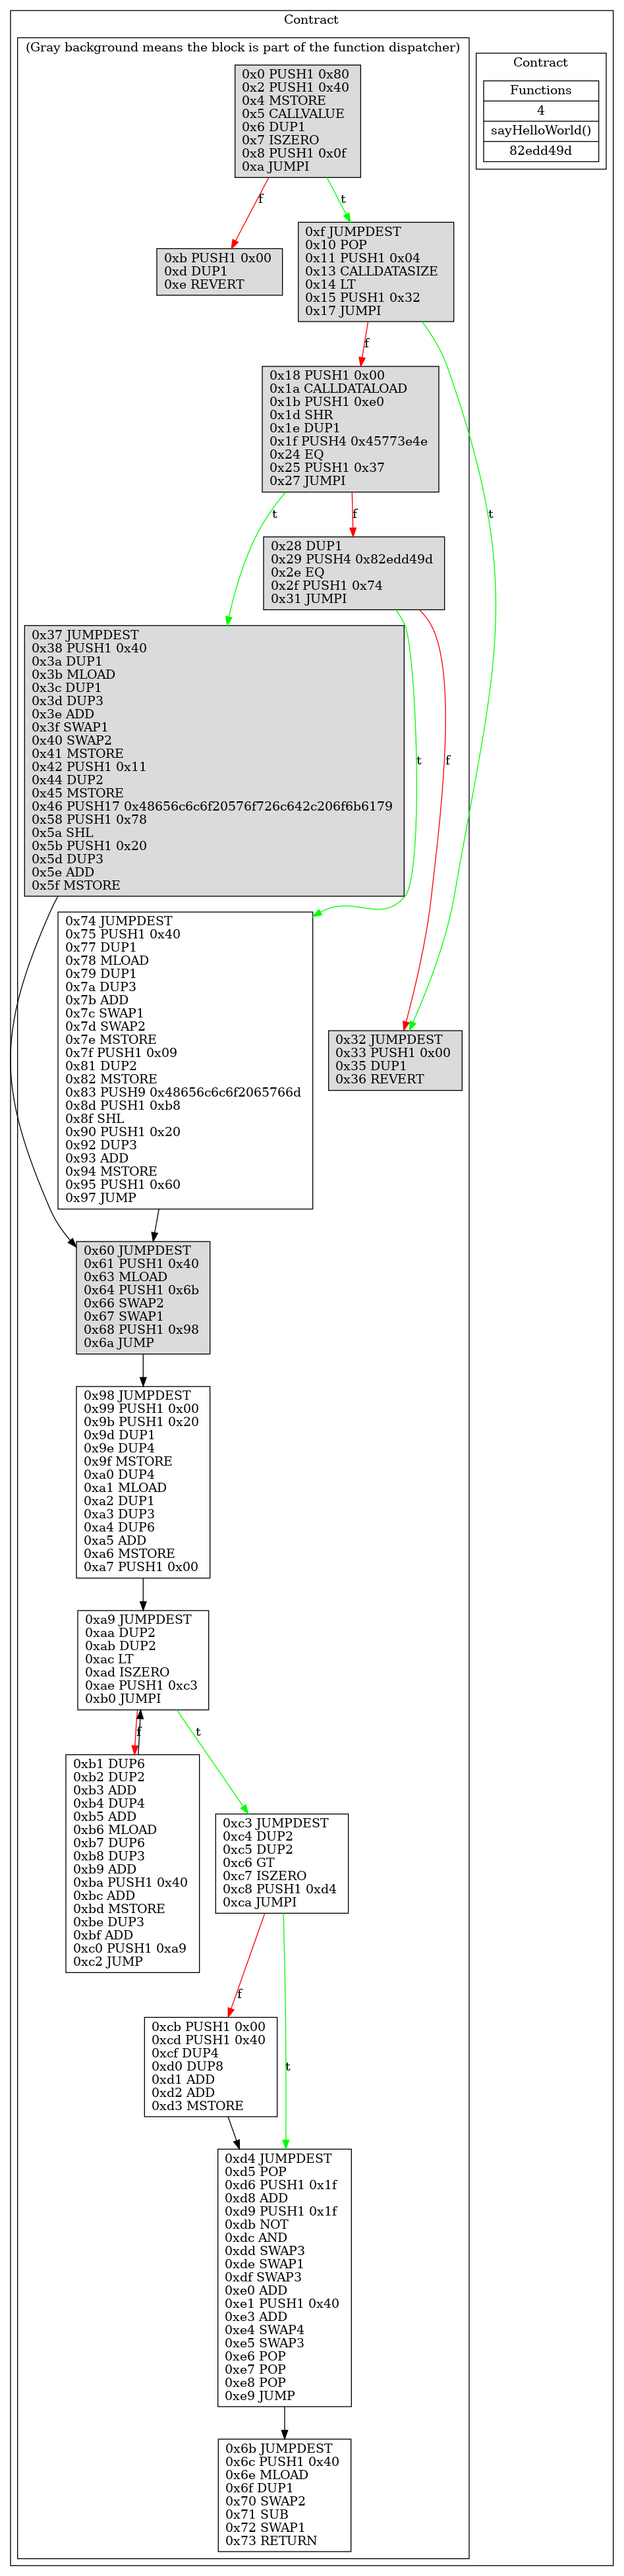 Contract
(Gray background means the block is part of the function dispatcher)
0x0 PUSH1 0x80
0x2 PUSH1 0x40
0x4 MSTORE
0x5 CALLVALUE
0x6 DUP1
0x7 ISZERO
0x8 PUSH1 0x0f
0xa JUMPI
Contract
Functions
4
sayHelloWorld()
82edd49d
f
t
0xb PUSH1 0x00
0xd DUP1
0xe REVERT
0xf JUMPDEST
0x10 POP
0x11 PUSH1 0x04
0x13 CALLDATASIZE
0x14 LT
0x15 PUSH1 0x32
0x17 JUMPI
f
t
0x18 PUSH1 0x00
0x1a CALLDATALOAD
0x1b PUSH1 0xe0
0x1d SHR
0x1e DUP1
0x1f PUSH4 0x45773e4e
0x24 EQ
0x25 PUSH1 0x37
0x27 JUMPI
t
f
0x28 DUP1
0x29 PUSH4 0x82edd49d
0x2e EQ
0x2f PUSH1 0x74
0x31 JUMPI
t
f
0x37 JUMPDEST
0x38 PUSH1 0x40
0x3a DUP1
0x3b MLOAD
0x3c DUP1
0x3d DUP3
0x3e ADD
0x3f SWAP1
0x40 SWAP2
0x41 MSTORE
0x42 PUSH1 0x11
0x44 DUP2
0x45 MSTORE
0x46 PUSH17 0x48656c6c6f20576f726c642c206f6b6179
0x58 PUSH1 0x78
0x5a SHL
0x5b PUSH1 0x20
0x5d DUP3
0x5e ADD
0x5f MSTORE
0x74 JUMPDEST
0x75 PUSH1 0x40
0x77 DUP1
0x78 MLOAD
0x79 DUP1
0x7a DUP3
0x7b ADD
0x7c SWAP1
0x7d SWAP2
0x7e MSTORE
0x7f PUSH1 0x09
0x81 DUP2
0x82 MSTORE
0x83 PUSH9 0x48656c6c6f2065766d
0x8d PUSH1 0xb8
0x8f SHL
0x90 PUSH1 0x20
0x92 DUP3
0x93 ADD
0x94 MSTORE
0x95 PUSH1 0x60
0x97 JUMP
0x32 JUMPDEST
0x33 PUSH1 0x00
0x35 DUP1
0x36 REVERT
0x60 JUMPDEST
0x61 PUSH1 0x40
0x63 MLOAD
0x64 PUSH1 0x6b
0x66 SWAP2
0x67 SWAP1
0x68 PUSH1 0x98
0x6a JUMP
0x98 JUMPDEST
0x99 PUSH1 0x00
0x9b PUSH1 0x20
0x9d DUP1
0x9e DUP4
0x9f MSTORE
0xa0 DUP4
0xa1 MLOAD
0xa2 DUP1
0xa3 DUP3
0xa4 DUP6
0xa5 ADD
0xa6 MSTORE
0xa7 PUSH1 0x00
0xa9 JUMPDEST
0xaa DUP2
0xab DUP2
0xac LT
0xad ISZERO
0xae PUSH1 0xc3
0xb0 JUMPI
f
t
0xb1 DUP6
0xb2 DUP2
0xb3 ADD
0xb4 DUP4
0xb5 ADD
0xb6 MLOAD
0xb7 DUP6
0xb8 DUP3
0xb9 ADD
0xba PUSH1 0x40
0xbc ADD
0xbd MSTORE
0xbe DUP3
0xbf ADD
0xc0 PUSH1 0xa9
0xc2 JUMP
0xc3 JUMPDEST
0xc4 DUP2
0xc5 DUP2
0xc6 GT
0xc7 ISZERO
0xc8 PUSH1 0xd4
0xca JUMPI
f
t
0xcb PUSH1 0x00
0xcd PUSH1 0x40
0xcf DUP4
0xd0 DUP8
0xd1 ADD
0xd2 ADD
0xd3 MSTORE
0xd4 JUMPDEST
0xd5 POP
0xd6 PUSH1 0x1f
0xd8 ADD
0xd9 PUSH1 0x1f
0xdb NOT
0xdc AND
0xdd SWAP3
0xde SWAP1
0xdf SWAP3
0xe0 ADD
0xe1 PUSH1 0x40
0xe3 ADD
0xe4 SWAP4
0xe5 SWAP3
0xe6 POP
0xe7 POP
0xe8 POP
0xe9 JUMP
0x6b JUMPDEST
0x6c PUSH1 0x40
0x6e MLOAD
0x6f DUP1
0x70 SWAP2
0x71 SUB
0x72 SWAP1
0x73 RETURN